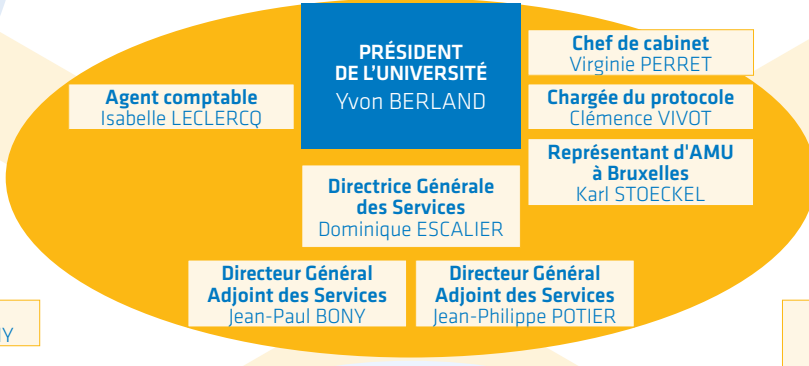 PRÉSIDENT
DE L'UNIVERSITÉ
Yvon BERLAND
Chef de cabinet
Virginie PERRET
Agent comptable
Isabelle LECLERCQ
Chargée du protocole
Clémence VIVOT
Représentant d'AMU
à Bruxelles
Karl STOECKEL
Directrice Générale
des Services
Dominique ESCALIER
Directeur Général
Adjoint des Services
Jean-Paul BONY
Directeur Général
Adjoint des Services
Jean-Philippe POTIER